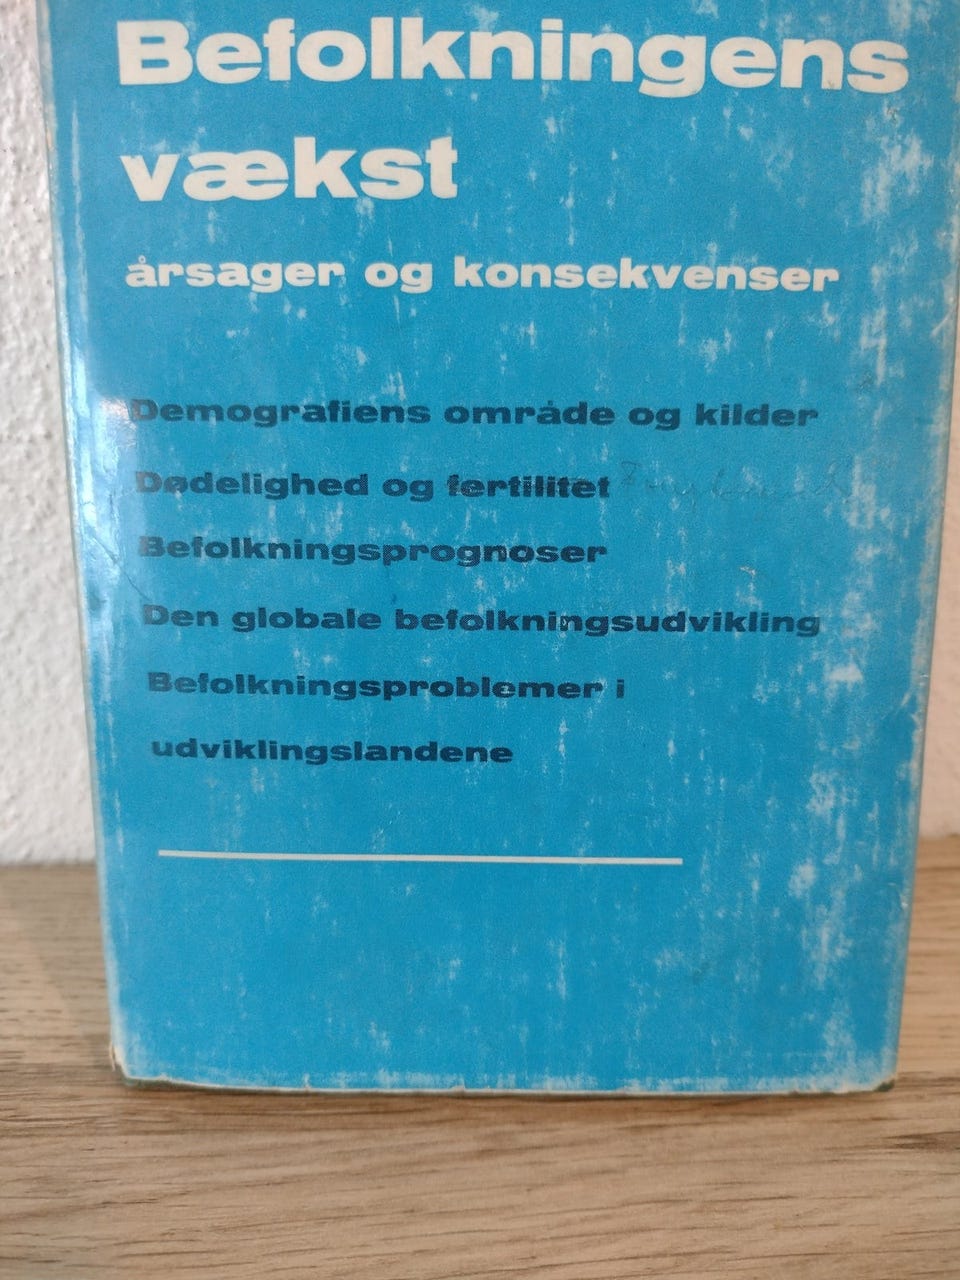 Befolkningens
vækst
årsager og konsekvenser
Demografiens område og kilder
Dødelighed og fertilitet
Befolkningsprognoser
Den globale befolkningsudvikling
Befolkningsproblemer i
udviklingslandene